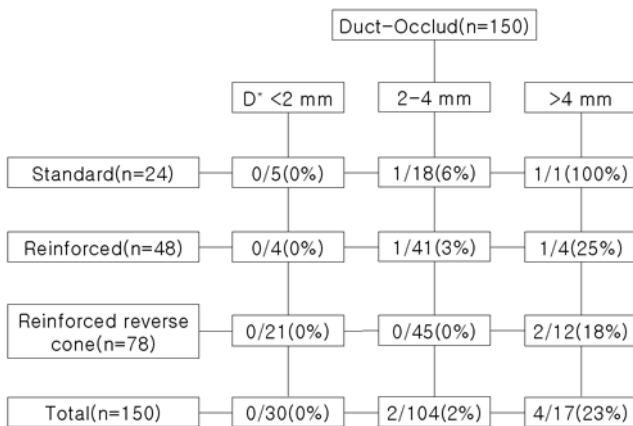 Duct-Occlud(n=150)
D* <2 mm
2-4 mm
>4 mm
Standard(n=24)
0/5(0%)
1/18(6%)
1/1(100%)
Reinforced(n=48)
0/4(0%)
1/41(3%)
1/4(25%)
Reinforced reverse
cone(n=78)
0/21(0%)
0/45(0%)
2/12(18%)
Total(n=150)
0/30(0%)
2/104(2%)
4/17(23%)